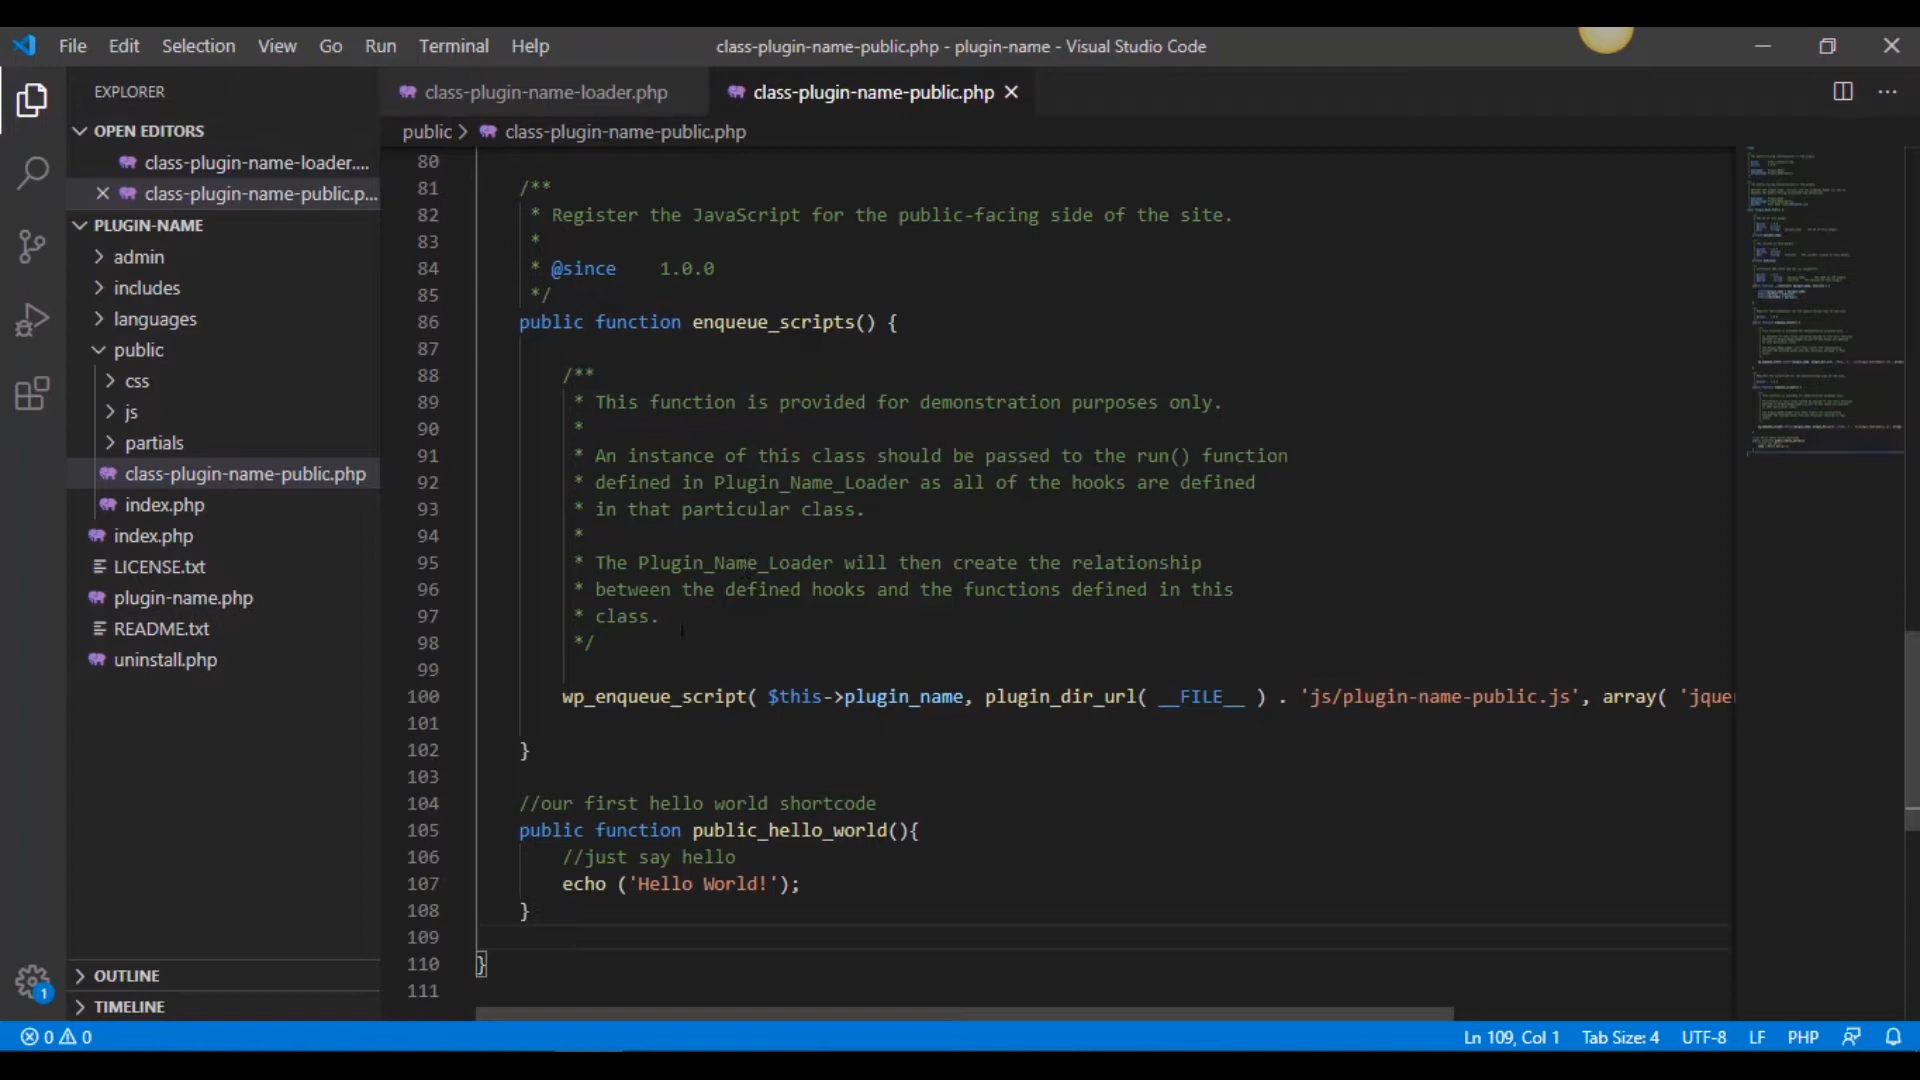 File Edit Selection View Go Run Terminal Help
class-plugin-name-public.php - plugin-name - Visual Studio Code
EXPLORER
OPEN EDITORS
class-plugin-name-loader....
class-plugin-name-public.p...
PLUGIN-NAME
admin
includes
languages
public
css
js
partials
class-plugin-name-public.php
index.php
index.php
LICENSE.txt
plugin-name.php
README.txt
uninstall.php
OUTLINE
TIMELINE
1
class-plugin-name-loader.php
class-plugin-name-public.php
public > class-plugin-name-public.php
80
81 /**
82 * Register the JavaScript for the public-facing side of the site.
83 *
84 * @since 1.0.0
85 */
86 public function enqueue_scripts() {
87
88 /**
89 * This function is provided for demonstration purposes only.
90 *
91 * An instance of this class should be passed to the run() function
92 * defined in Plugin_Name_Loader as all of the hooks are defined
93 * in that particular class.
94 *
95 * The Plugin_Name_Loader will then create the relationship
96 * between the defined hooks and the functions defined in this
97 * class.
98 */
99
100 wp_enqueue_script( $this->plugin_name, plugin_dir_url( __FILE__ ) . 'js/plugin-name-public.js', array( 'jque
101
102 }
103
104 //our first hello world shortcode
105 public function public_hello_world(){
106 //just say hello
107 echo ('Hello World!');
108 }
109
110 }
111
0 0
Ln 109, Col 1 Tab Size: 4 UTF-8 LF PHP